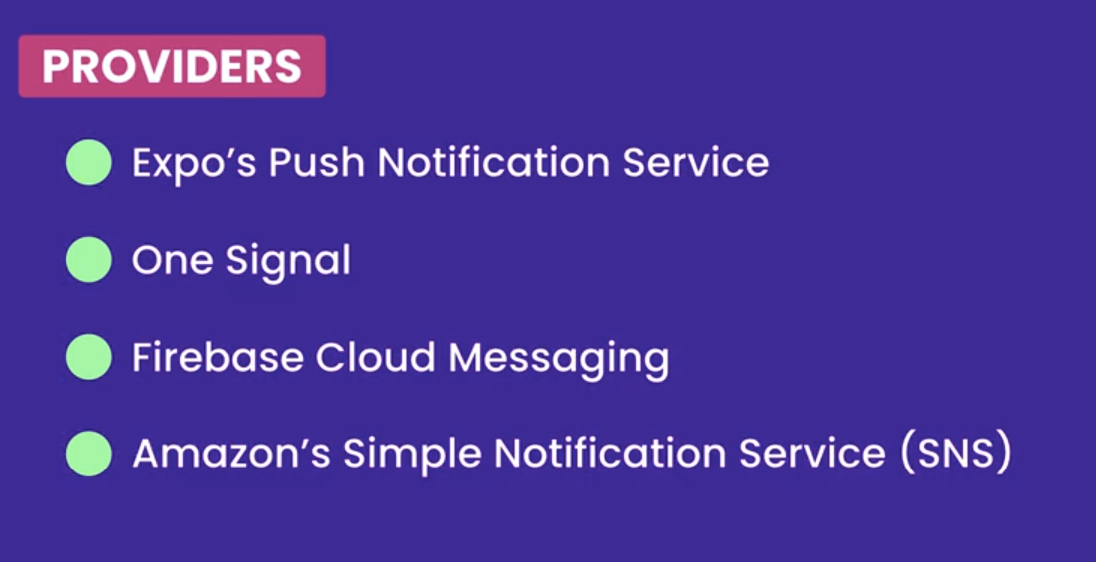 PROVIDERS
Expo’s Push Notification Service
One Signal
Firebase Cloud Messaging
Amazon’s Simple Notification Service (SNS)